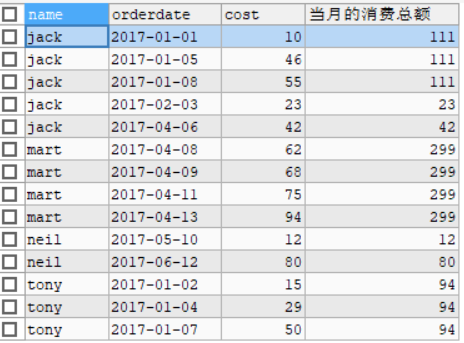 name orderdate cost 当月的消费总额
jack 2017-01-01 10 111
jack 2017-01-05 46 111
jack 2017-01-08 55 111
jack 2017-02-03 23 23
jack 2017-04-06 42 42
mart 2017-04-08 62 299
mart 2017-04-09 68 299
mart 2017-04-11 75 299
mart 2017-04-13 94 299
neil 2017-05-10 12 12
neil 2017-06-12 80 80
tony 2017-01-02 15 94
tony 2017-01-04 29 94
tony 2017-01-07 50 94